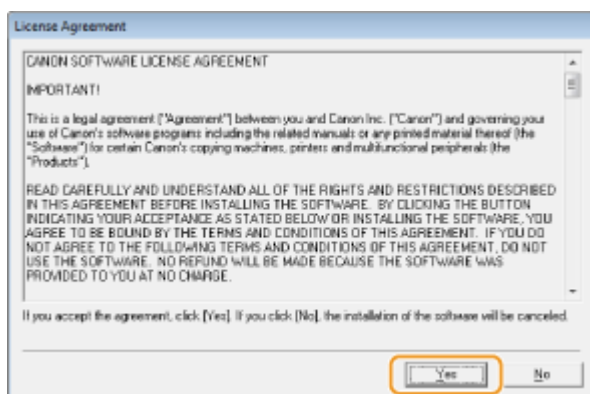 License Agreement
CANON SOFTWARE LICENSE AGREEMENT
IMPORTANT!
This is a legal agreement ("Agreement") between you and Canon Inc. ("Canon") and governing your
use of Canon's software programs including the related manuals or any printed material thereof (the
"Software") for certain Canon's copying machines, printers and multifunctional peripherals (the
"Products").
READ CAREFULLY AND UNDERSTAND ALL OF THE RIGHTS AND RESTRICTIONS DESCRIBED
IN THIS AGREEMENT BEFORE INSTALLING THE SOFTWARE. BY CLICKING THE BUTTON
INDICATING YOUR ACCEPTANCE AS STATED BELOW OR INSTALLING THE SOFTWARE, YOU
AGREE TO BE BOUND BY THE TERMS AND CONDITIONS OF THIS AGREEMENT. IF YOU DO
NOT AGREE TO THE FOLLOWING TERMS AND CONDITIONS OF THIS AGREEMENT, DO NOT
USE THE SOFTWARE. NO REFUND WILL BE MADE BECAUSE THE SOFTWARE WAS
PROVIDED TO YOU AT NO CHARGE.
If you accept the agreement, click [Yes]. If you click [No], the installation of the software will be canceled.
Yes No